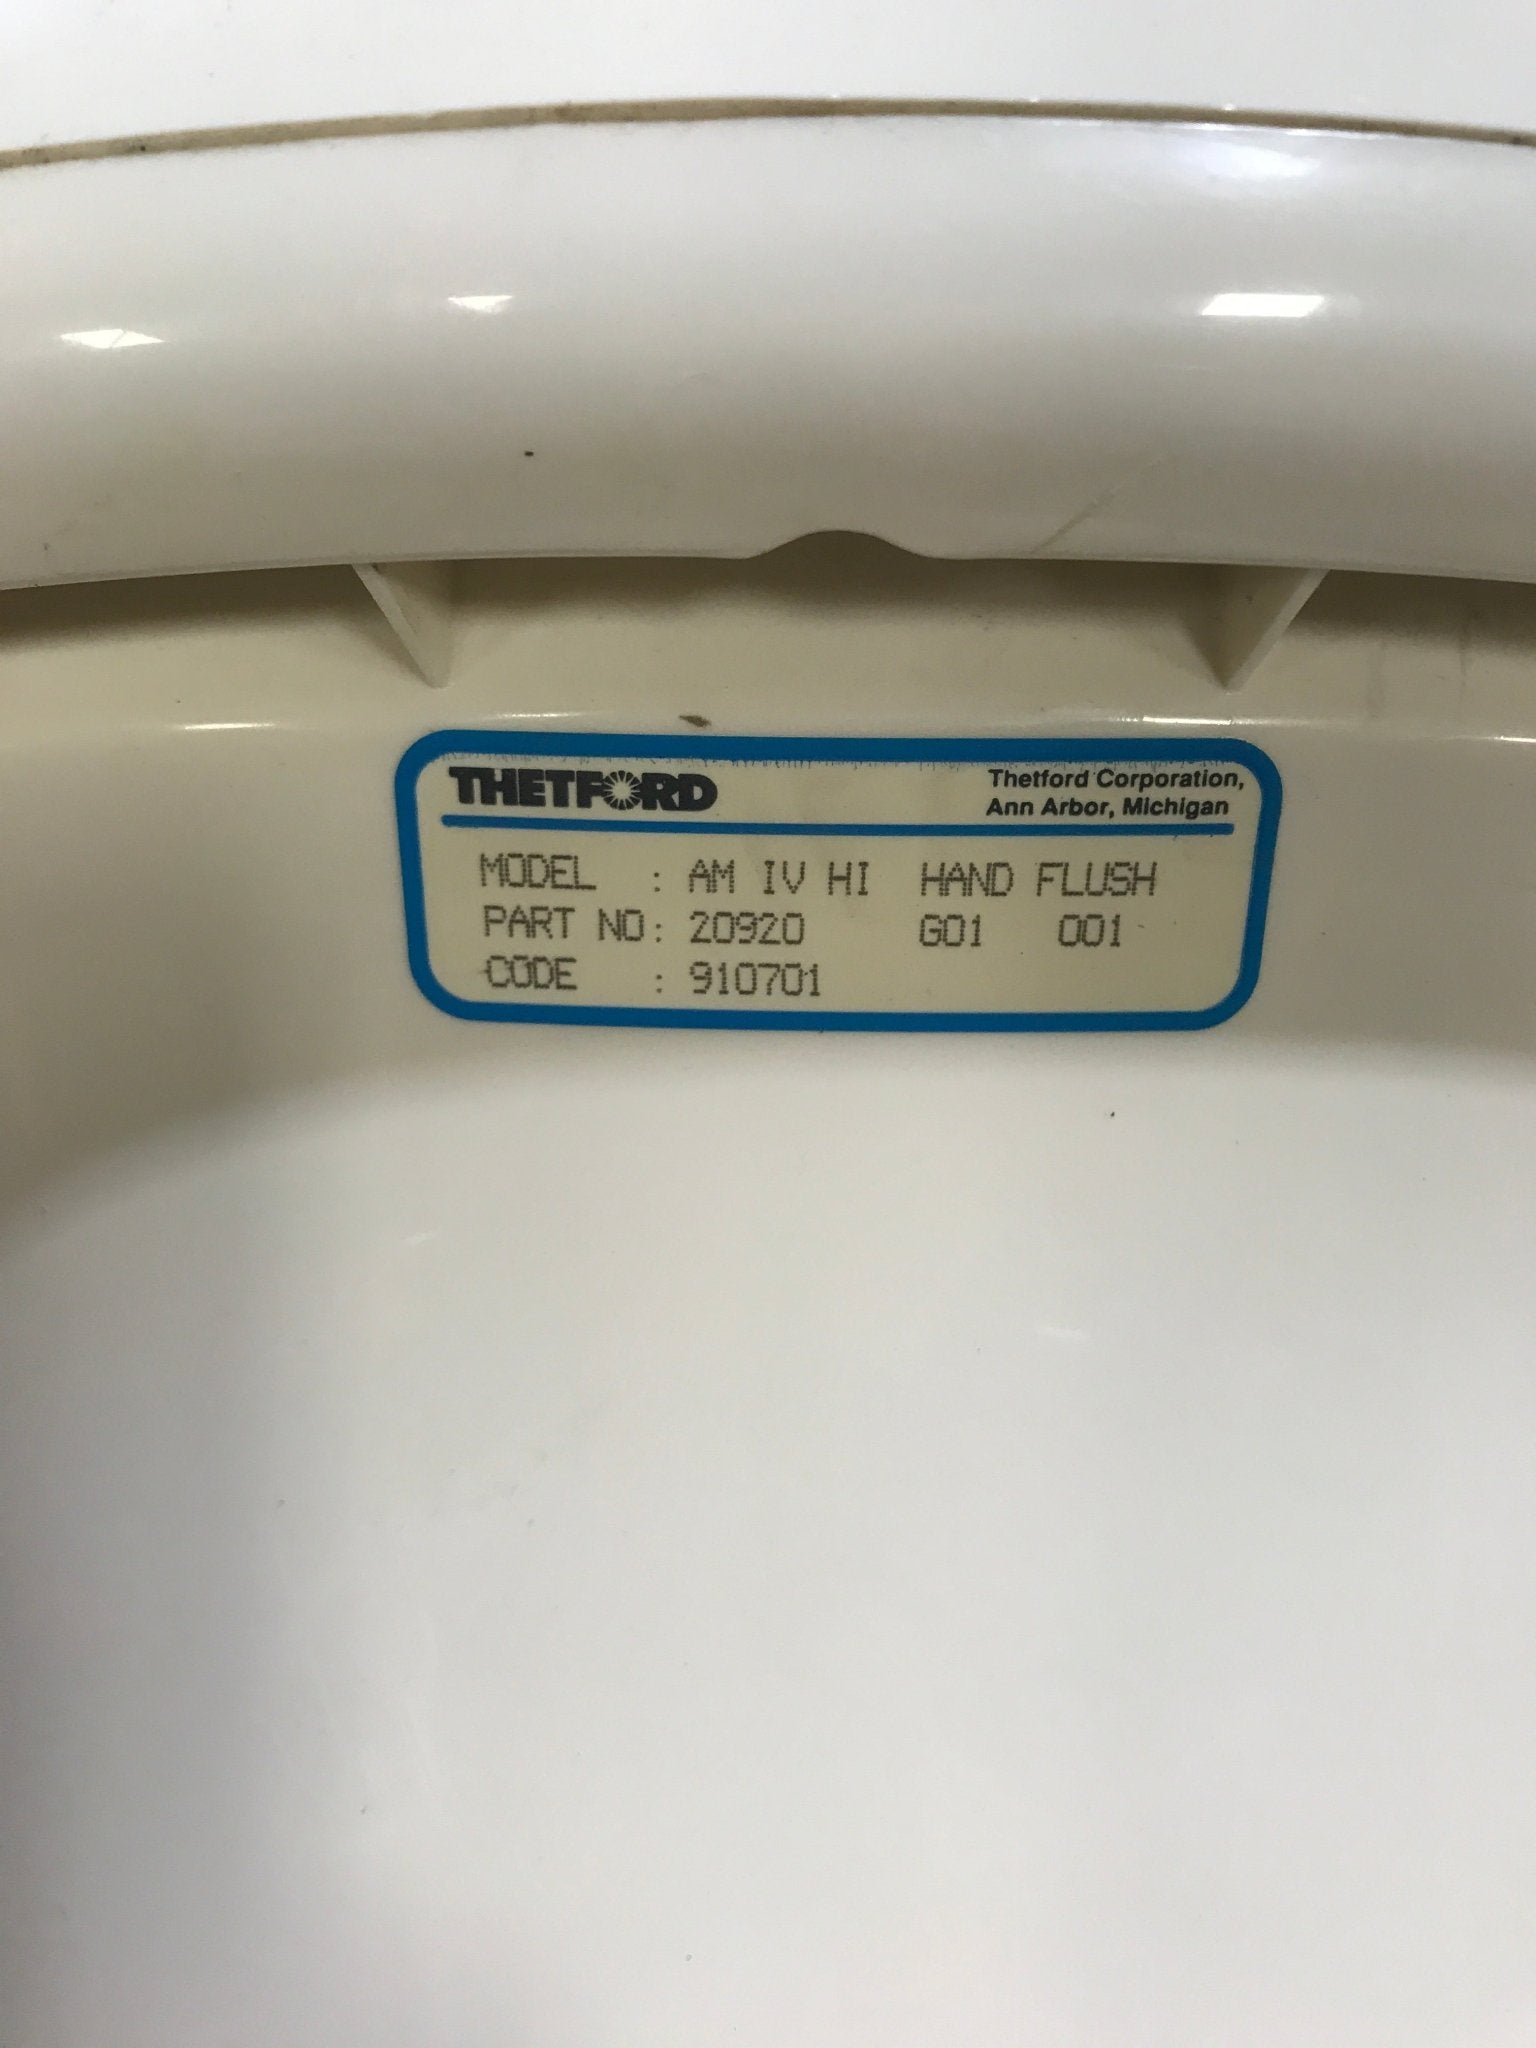 THETFORD
Thetford Corporation,
Ann Arbor, Michigan
MODEL : AM IV HI HAND FLUSH
PART NO: 20920 G01 001
CODE : 910701